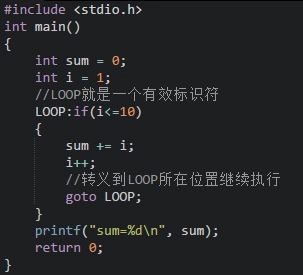 #include <stdio.h>
int main()
{
    int sum = 0;
    int i = 1;
    //LOOP就是一个有效标识符
    LOOP:if(i<=10)
    {
        sum += i;
        i++;
        //转义到LOOP所在位置继续执行
        goto LOOP;
    }
    printf("sum=%d\n", sum);
    return 0;
}